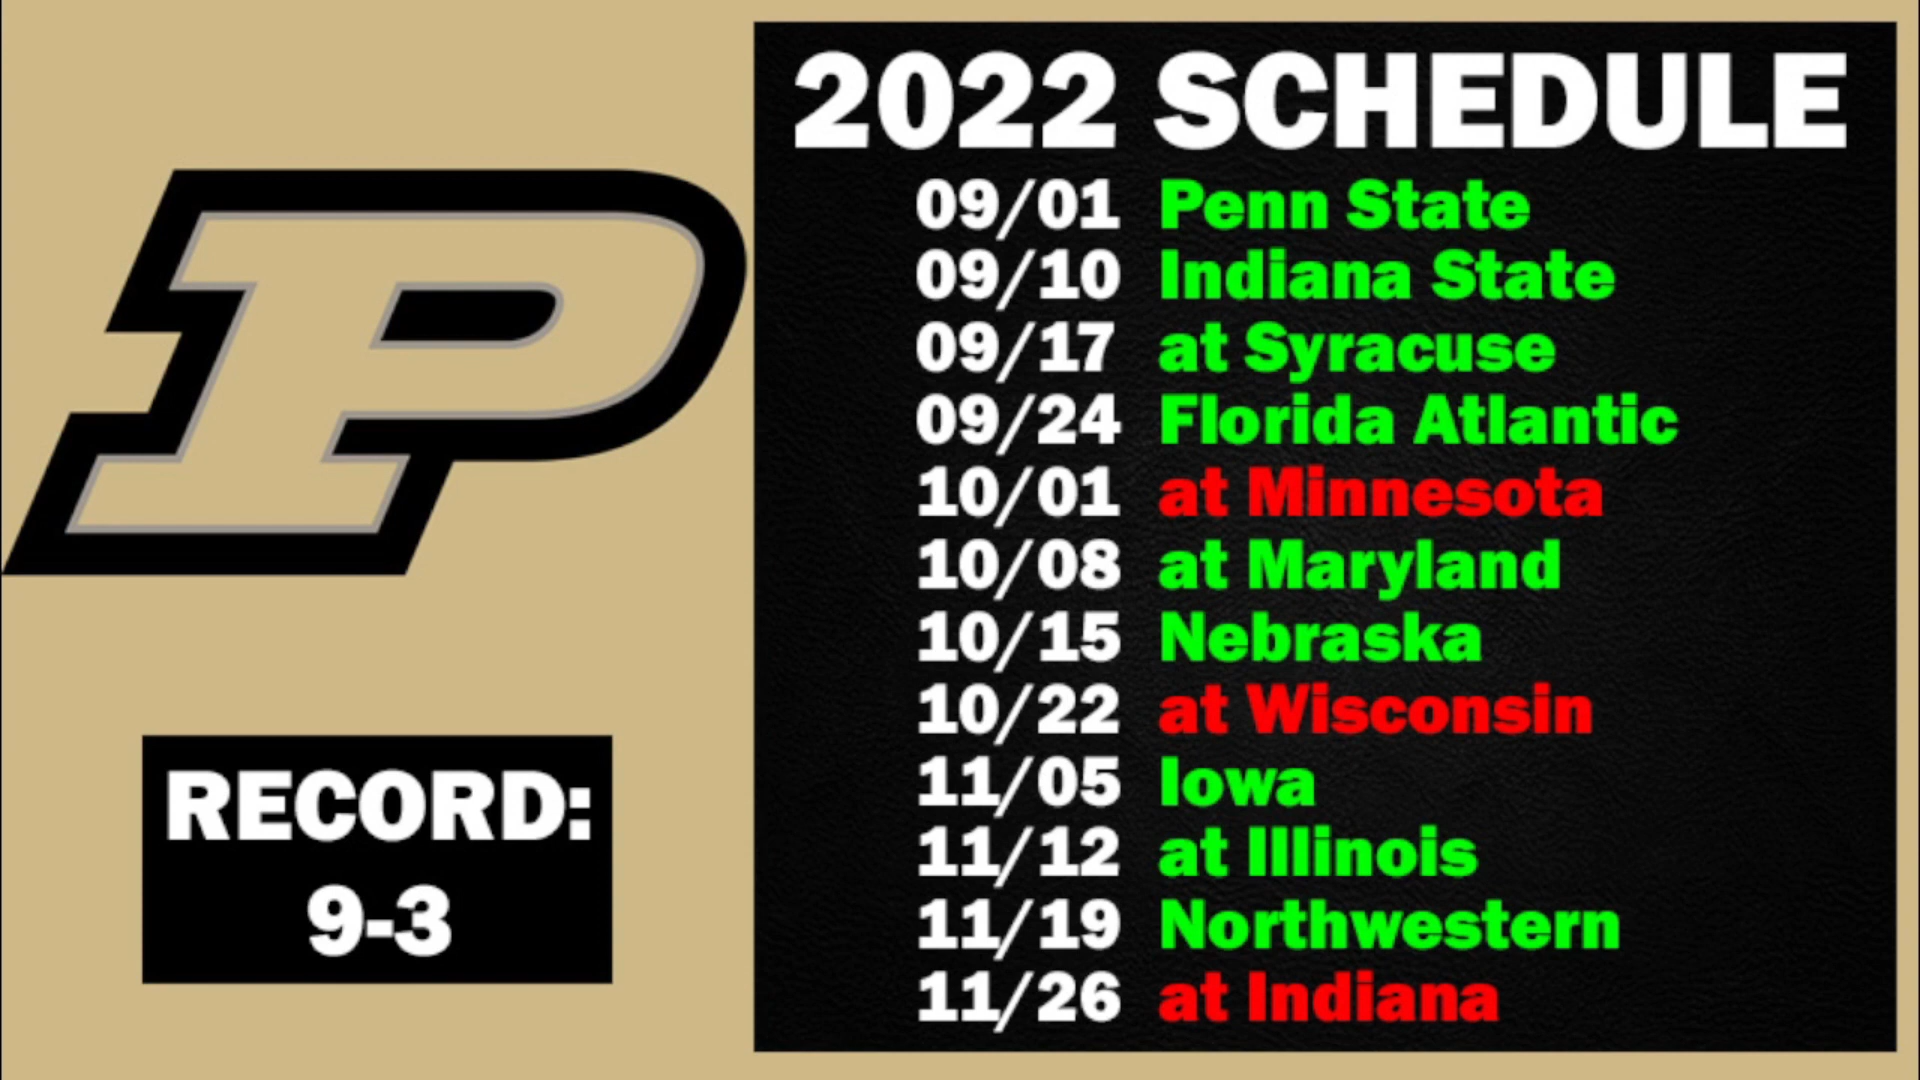 P
RECORD:
9-3
2022 SCHEDULE
09/01 Penn State
09/10 Indiana State
09/17 at Syracuse
09/24 Florida Atlantic
10/01 at Minnesota
10/08 at Maryland
10/15 Nebraska
10/22 at Wisconsin
11/05 Iowa
11/12 at Illinois
11/19 Northwestern
11/26 at Indiana